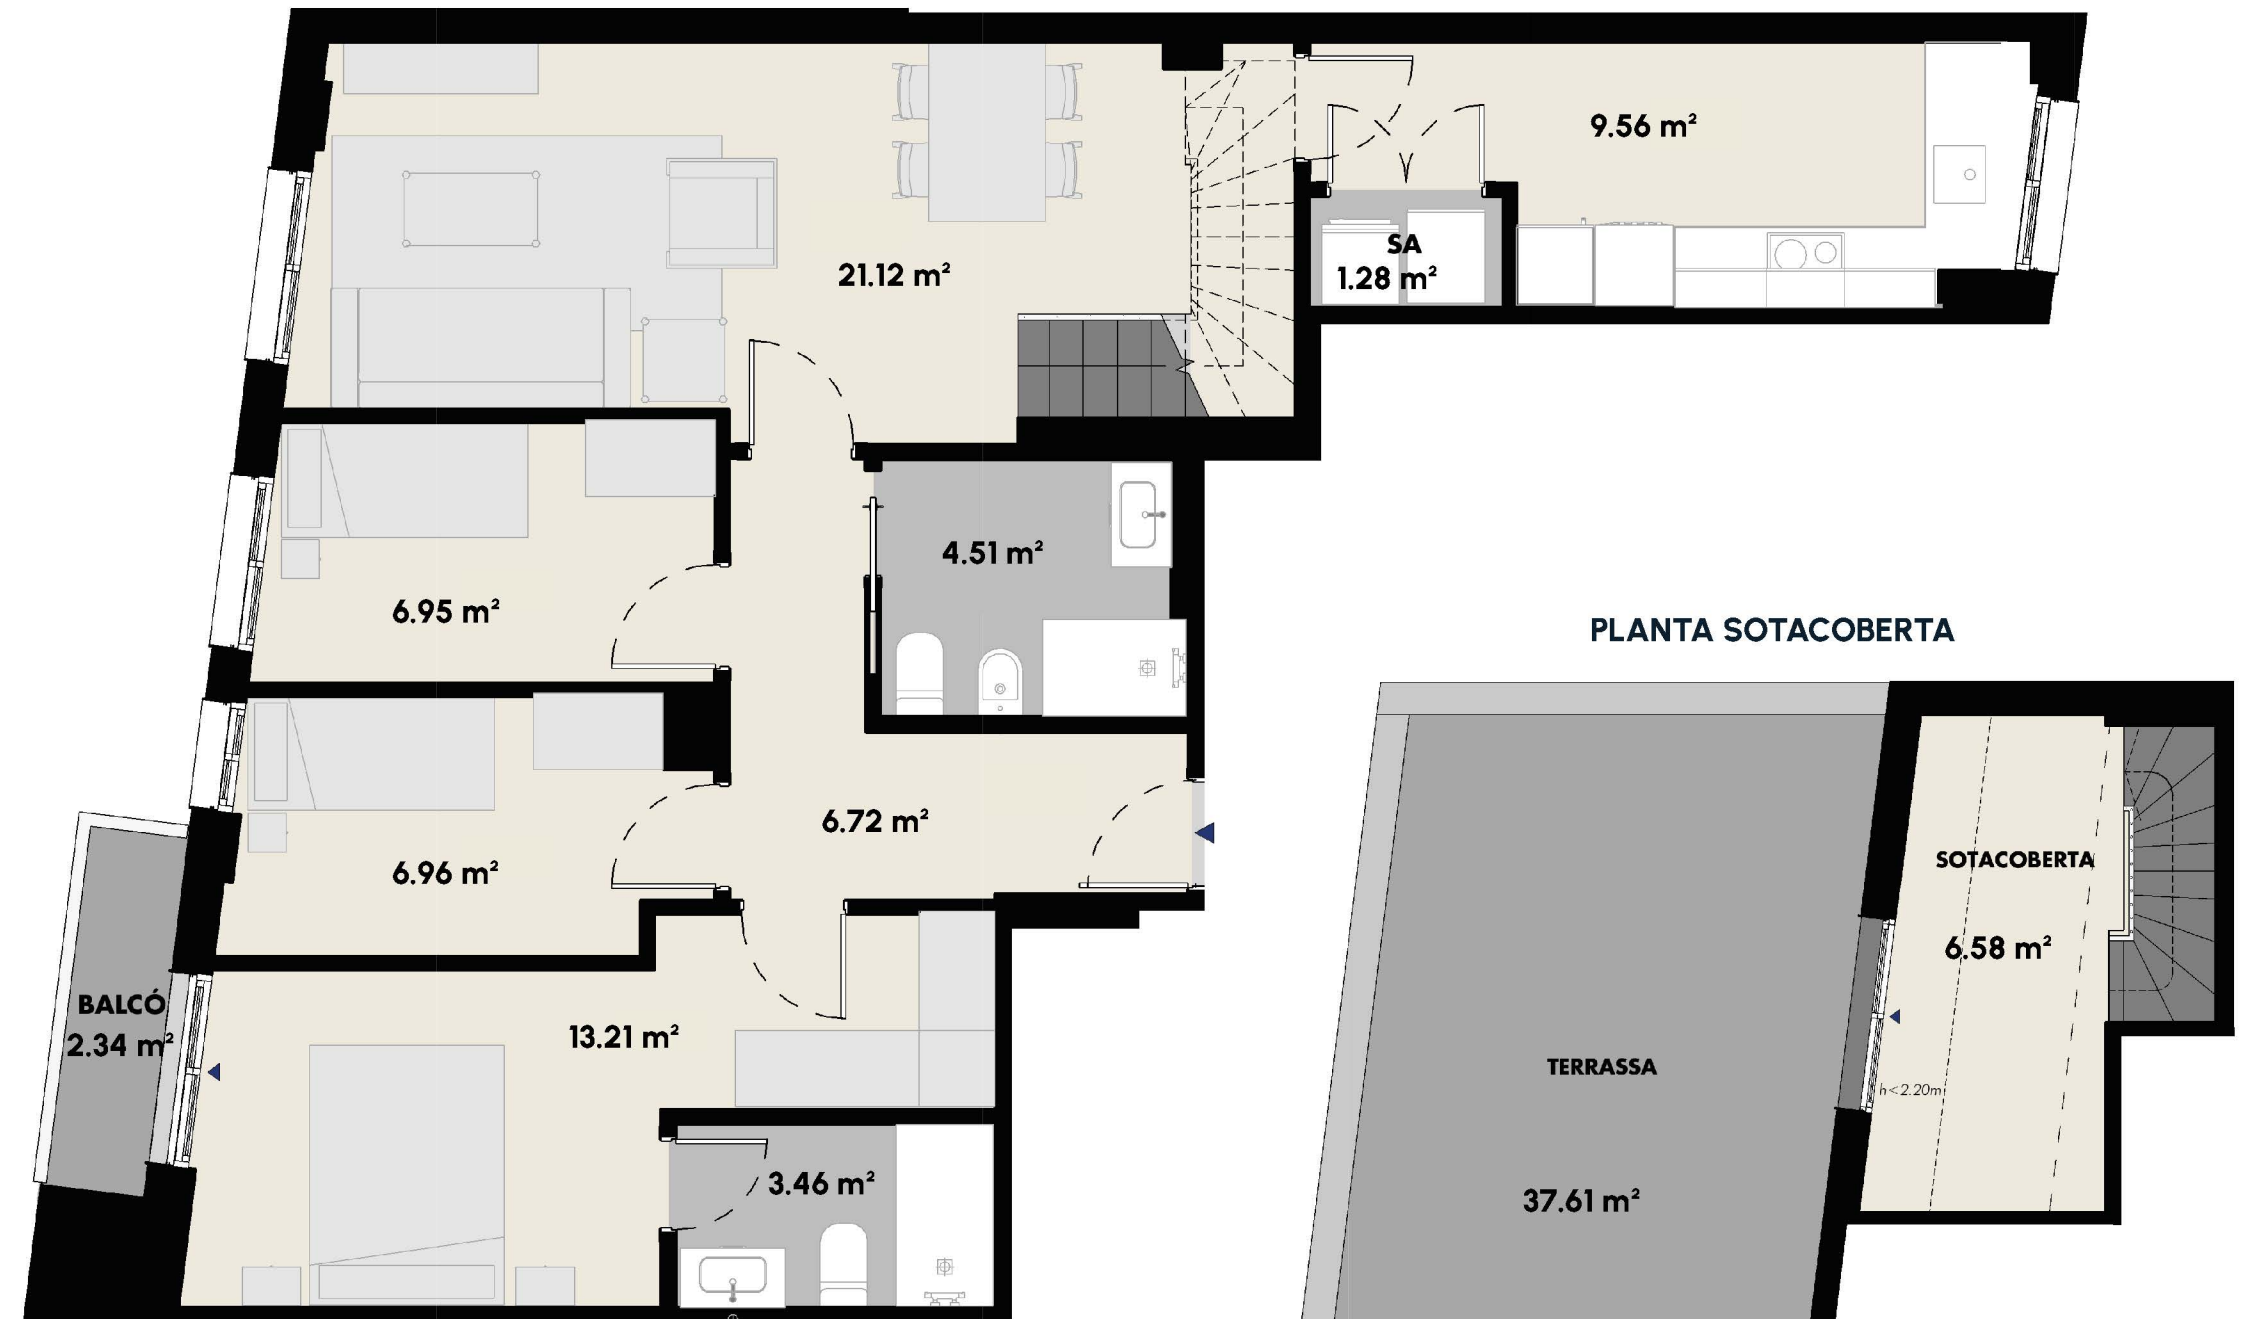 9.56 m²
SA
1.28 m²
21.12 m²
4.51 m²
6.95 m²
PLANTA SOTACOBERTA
6.72 m²
6.96 m²
SOTACOBERTA
6.58 m²
BALCÓ
2.34 m²
13.21 m²
TERRASSA
h<2.20m
3.46 m²
37.61 m²